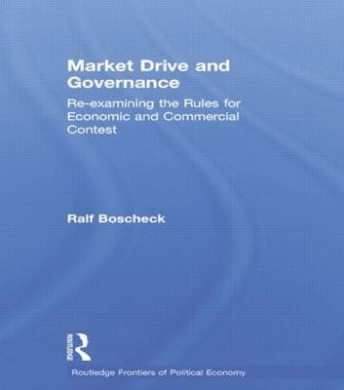 Market Drive and
Governance
Re-examining the Rules for
Economic and Commercial
Contest
Ralf Boscheck
ROUTLEDGE
Routledge Frontiers of Political Economy